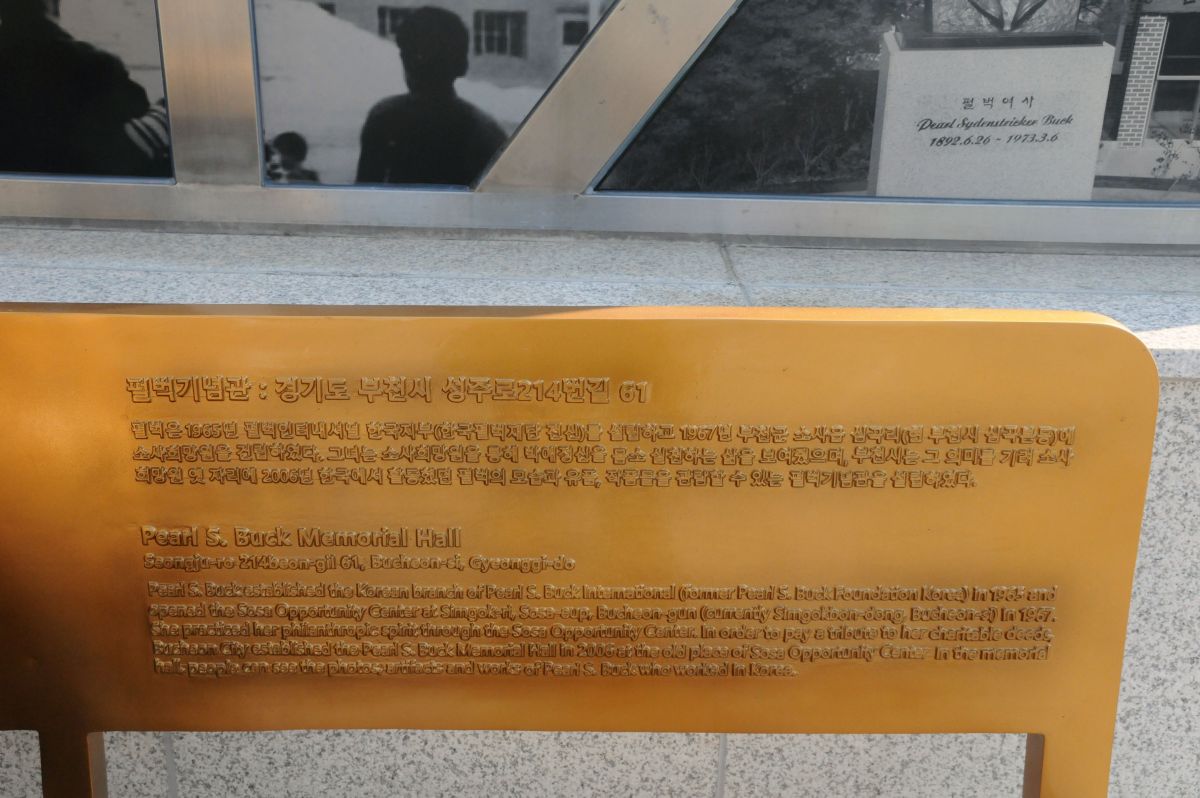 펄벅여사
Pearl Sydenstricker Buck
1892.6.26 ~ 1973.3.6
펄벅기념관 : 경기도 부천시 성주로214번길 61
펄벅은 1965년 펄벅인터내셔널 한국지부(한국펄벅재단 전신)를 설립하고 1967년 부천군 소사읍 심곡리(현 부천시 심곡본동)에
소사희망원을 건립하였다. 그녀는 소사희망원을 통해 박애정신을 몸소 실천하는 삶을 보여줬으며, 부천시는 그 의미를 기려 소사
희망원 옛 자리에 2006년 한국에서 활동했던 펄벅의 모습과 유품, 작품들을 관람할 수 있는 펄벅기념관을 설립하였다.
Pearl S. Buck Memorial Hall
Seongju-ro 214beon-gil 61, Bucheon-si, Gyeonggi-do
Pearl S. Buck established the Korean branch of Pearl S. Buck International (former Pearl S. Buck Foundation Korea) in 1965 and
opened the Sosa Opportunity Center at Simgok-ri, Sosa-eup, Bucheon-gun (currently Simgokbon-dong, Bucheon-si) in 1967.
She practiced her philanthropic spirit through the Sosa Opportunity Center. In order to pay a tribute to her charitable deeds,
Bucheon City established the Pearl S. Buck Memorial Hall in 2006 at the old place of Sosa Opportunity Center. In the memorial
hall, people can see the photos, artifacts and works of Pearl S. Buck who worked in Korea.